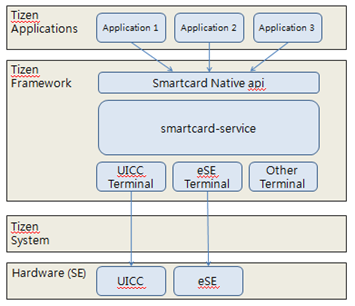 Tizen
Applications
Application 1
Application 2
Application 3
Tizen
Framework
Smartcard Native api
smartcard-service
UICC
Terminal
eSE
Terminal
Other
Terminal
Tizen
System
Hardware (SE)
UICC
eSE